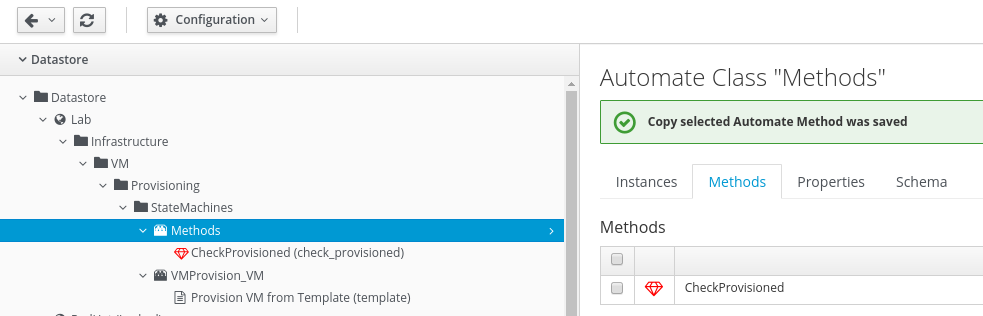 Configuration
Datastore
Datastore
Lab
Infrastructure
VM
Provisioning
StateMachines
Methods
CheckProvisioned (check_provisioned)
VMProvision_VM
Provision VM from Template (template)
Automate Class "Methods"
Copy selected Automate Method was saved
Instances Methods Properties Schema
Methods
CheckProvisioned